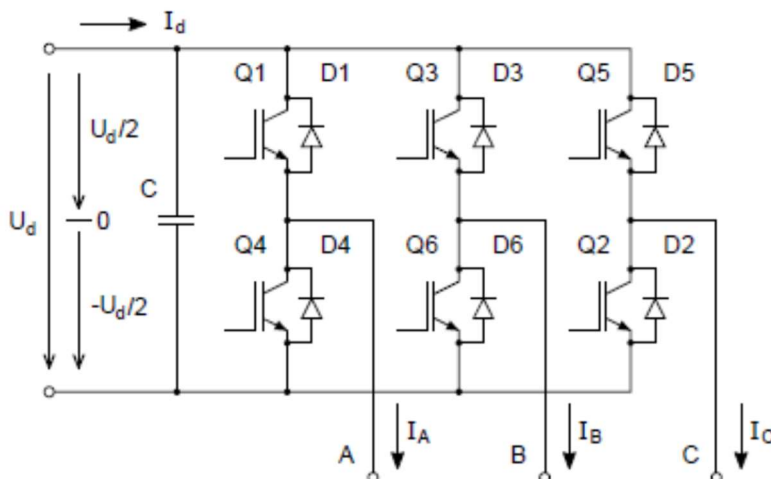 I_d
Q1 D1 Q3 D3 Q5 D5
U_d/2
C
U_d 0
Q4 D4 Q6 D6 Q2 D2
-U_d/2
I_A I_B I_C
A B C